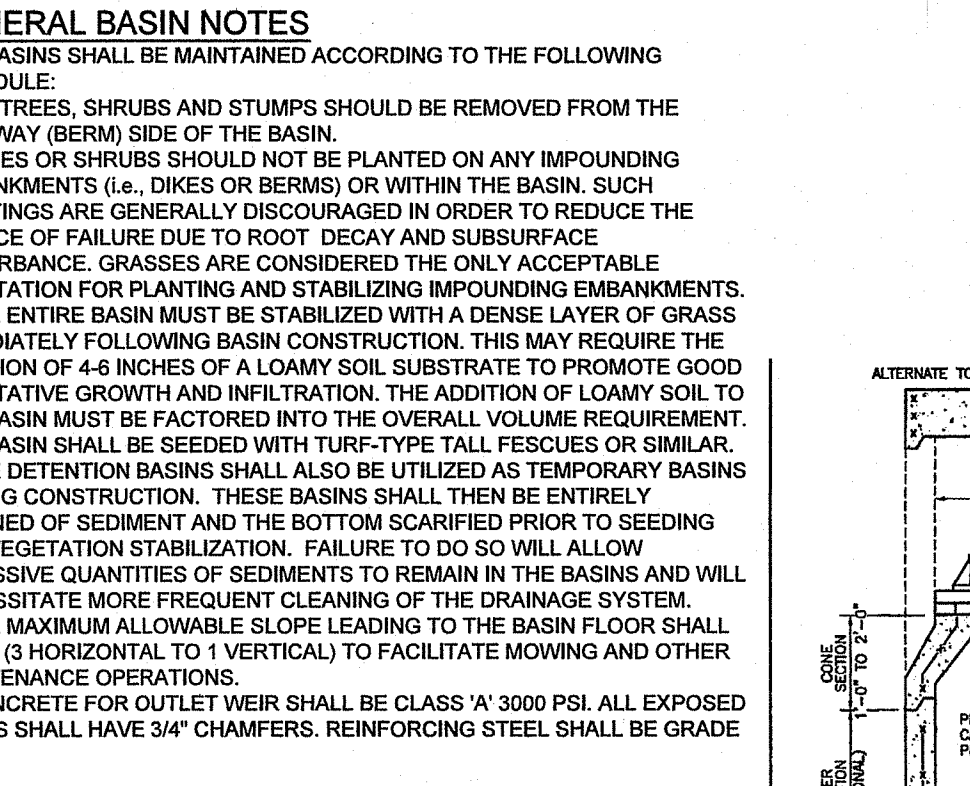 NERAL BASIN NOTES
ASINS SHALL BE MAINTAINED ACCORDING TO THE FOLLOWING
DULE:
TREES, SHRUBS AND STUMPS SHOULD BE REMOVED FROM THE
WAY (BERM) SIDE OF THE BASIN.
ES OR SHRUBS SHOULD NOT BE PLANTED ON ANY IMPOUNDING
NKMENTS (i.e., DIKES OR BERMS) OR WITHIN THE BASIN. SUCH
TINGS ARE GENERALLY DISCOURAGED IN ORDER TO REDUCE THE
CE OF FAILURE DUE TO ROOT DECAY AND SUBSURFACE
RBANCE. GRASSES ARE CONSIDERED THE ONLY ACCEPTABLE
TATION FOR PLANTING AND STABILIZING IMPOUNDING EMBANKMENTS.
ENTIRE BASIN MUST BE STABILIZED WITH A DENSE LAYER OF GRASS
DIATELY FOLLOWING BASIN CONSTRUCTION. THIS MAY REQUIRE THE
ION OF 4-6 INCHES OF A LOAMY SOIL SUBSTRATE TO PROMOTE GOOD
TATIVE GROWTH AND INFILTRATION. THE ADDITION OF LOAMY SOIL TO
ASIN MUST BE FACTORED INTO THE OVERALL VOLUME REQUIREMENT.
ASIN SHALL BE SEEDED WITH TURF-TYPE TALL FESCUES OR SIMILAR.
E DETENTION BASINS SHALL ALSO BE UTILIZED AS TEMPORARY BASINS
G CONSTRUCTION. THESE BASINS SHALL THEN BE ENTIRELY
NED OF SEDIMENT AND THE BOTTOM SCARIFIED PRIOR TO SEEDING
EGETATION STABILIZATION. FAILURE TO DO SO WILL ALLOW
SSIVE QUANTITIES OF SEDIMENTS TO REMAIN IN THE BASINS AND WILL
SSITATE MORE FREQUENT CLEANING OF THE DRAINAGE SYSTEM.
MAXIMUM ALLOWABLE SLOPE LEADING TO THE BASIN FLOOR SHALL
(3 HORIZONTAL TO 1 VERTICAL) TO FACILITATE MOWING AND OTHER
ENANCE OPERATIONS.
NCRETE FOR OUTLET WEIR SHALL BE CLASS 'A' 3000 PSI. ALL EXPOSED
S SHALL HAVE 3/4" CHAMFERS. REINFORCING STEEL SHALL BE GRADE
ALTERNATE TO
CONE
SECTION
1'-0" TO 2'-0"
ER
TION
ONAL)